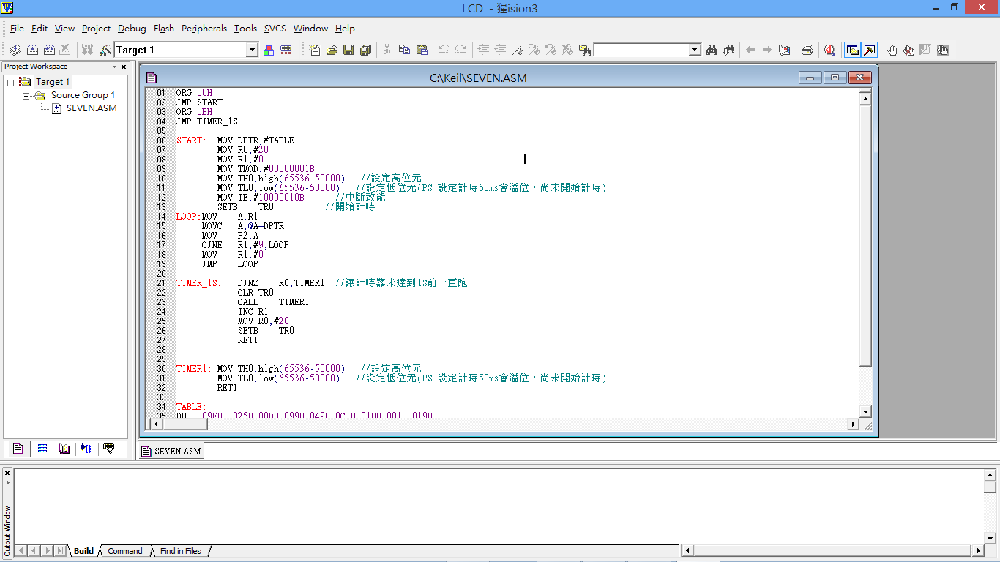 LCD - 猩ision3
File Edit View Project Debug Flash Peripherals Tools SVCS Window Help
LOAD Target 1
Project Workspace
Target 1
Source Group 1
SEVEN.ASM
C:\Keil\SEVEN.ASM
01 ORG 00H
02 JMP START
03 ORG 0BH
04 JMP TIMER_1S
05
06 START: MOV DPTR,#TABLE
07 MOV R0,#20
08 MOV R1,#0
09 MOV TMOD,#00000001B
10 MOV TH0,high(65536-50000) //設定高位元
11 MOV TL0,low(65536-50000) //設定低位元(PS 設定計時50ms會溢位，尚未開始計時)
12 MOV IE,#10000010B //中斷致能
13 SETB TR0 //開始計時
14 LOOP:MOV A,R1
15 MOVC A,@A+DPTR
16 MOV P2,A
17 CJNE R1,#9,LOOP
18 MOV R1,#0
19 JMP LOOP
20
21 TIMER_1S: DJNZ R0,TIMER1 //讓計時器未達到1S前一直跑
22 CLR TR0
23 CALL TIMER1
24 INC R1
25 MOV R0,#20
26 SETB TR0
27 RETI
28
29
30 TIMER1: MOV TH0,high(65536-50000) //設定高位元
31 MOV TL0,low(65536-50000) //設定低位元(PS 設定計時50ms會溢位，尚未開始計時)
32 RETI
33
34 TABLE:
35 DB 09FH, 025H,00DH,099H,049H,0C1H,01BH,001H,019H
SEVEN.ASM
Output Window
Build Command Find in Files